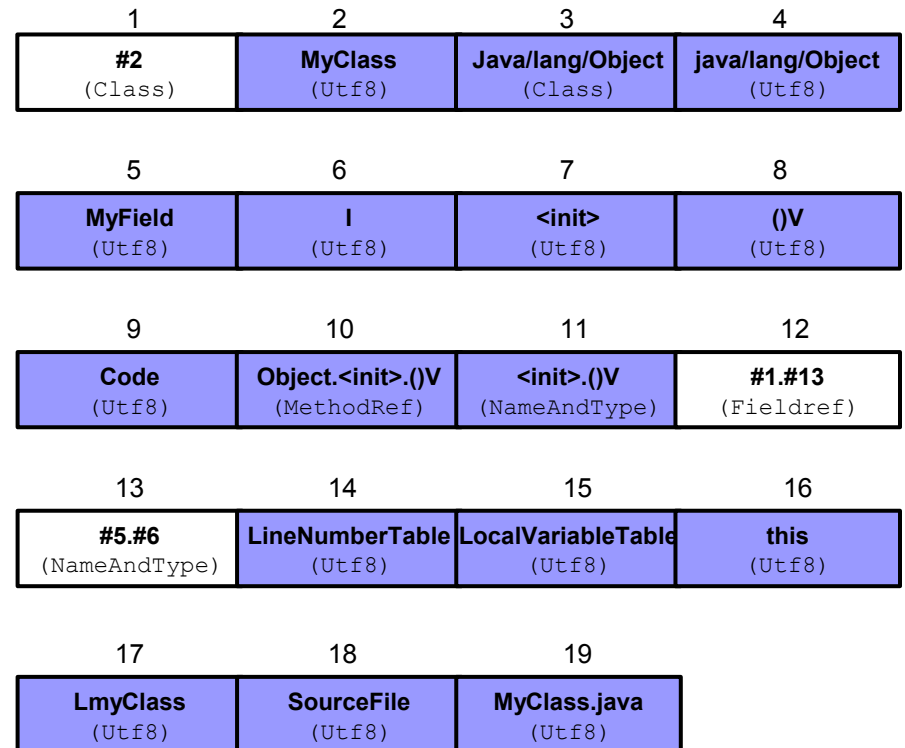 1 2 3 4
#2 MyClass Java/lang/Object java/lang/Object
(Class) (Utf8) (Class) (Utf8)
5 6 7 8
MyField I <init> ()V
(Utf8) (Utf8) (Utf8) (Utf8)
9 10 11 12
Code Object.<init>.()V <init>.()V #1.#13
(Utf8) (MethodRef) (NameAndType) (Fieldref)
13 14 15 16
#5.#6 LineNumberTable LocalVariableTable this
(NameAndType) (Utf8) (Utf8) (Utf8)
17 18 19
LmyClass SourceFile MyClass.java
(Utf8) (Utf8) (Utf8)